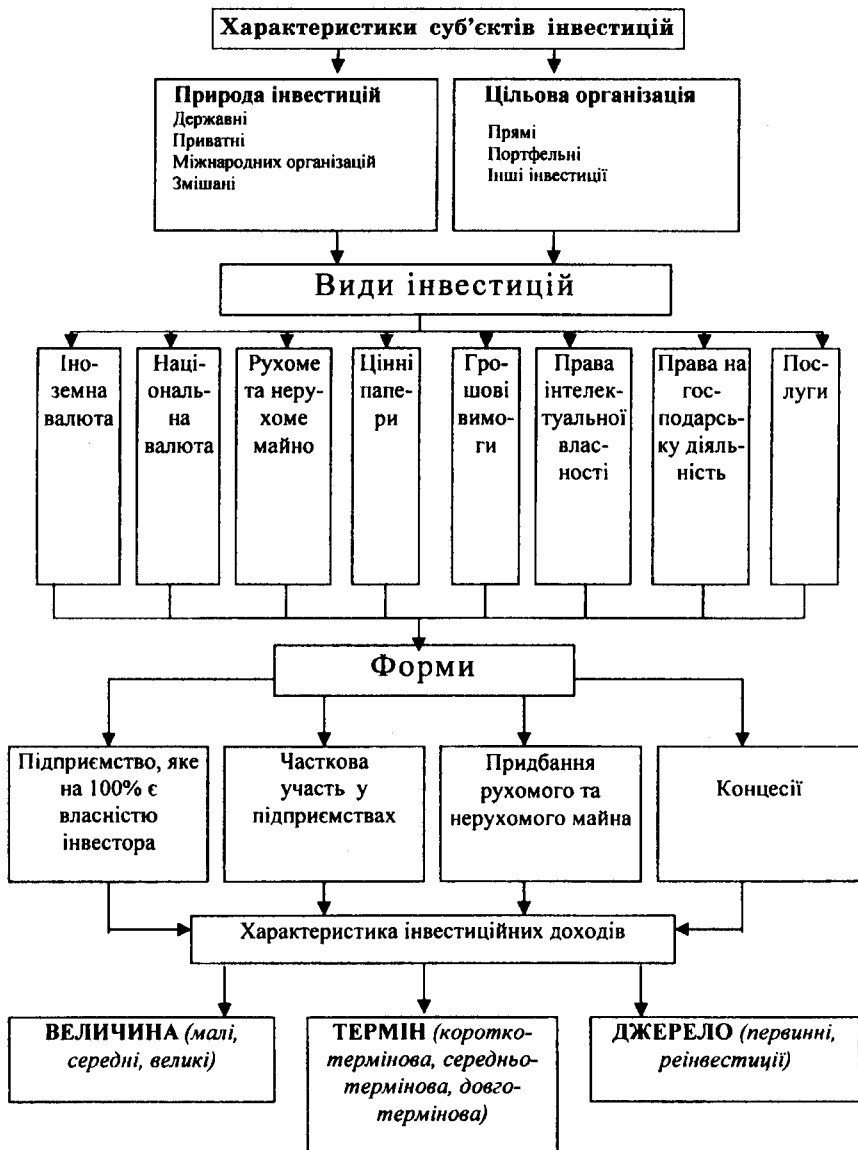 Характеристики суб'єктів інвестицій
Природа інвестицій
Державні
Приватні
Міжнародних організацій
Змішані
Цільова організація
Прямі
Портфельні
Інші інвестиції
Види інвестицій
Іно-
земна
валюта
Наці-
ональ-
на
валюта
Рухоме
та неру-
хоме
майно
Цінні
папе-
ри
Гро-
шові
вимо-
ги
Права
інтелек-
туальної
влас-
ності
Права на
гос-
подарсь-
ку діяль-
ність
Пос-
луги
Форми
Підприємство, яке
на 100% є
власністю
інвестора
Часткова
участь у
підприємствах
Придбання
рухомого та
нерухомого майна
Концесії
Характеристика інвестиційних доходів
ВЕЛИЧИНА (малі,
середні, великі)
ТЕРМІН (коротко-
термінова, середньо-
термінова, довго-
термінова)
ДЖЕРЕЛО (первинні,
реінвестиції)